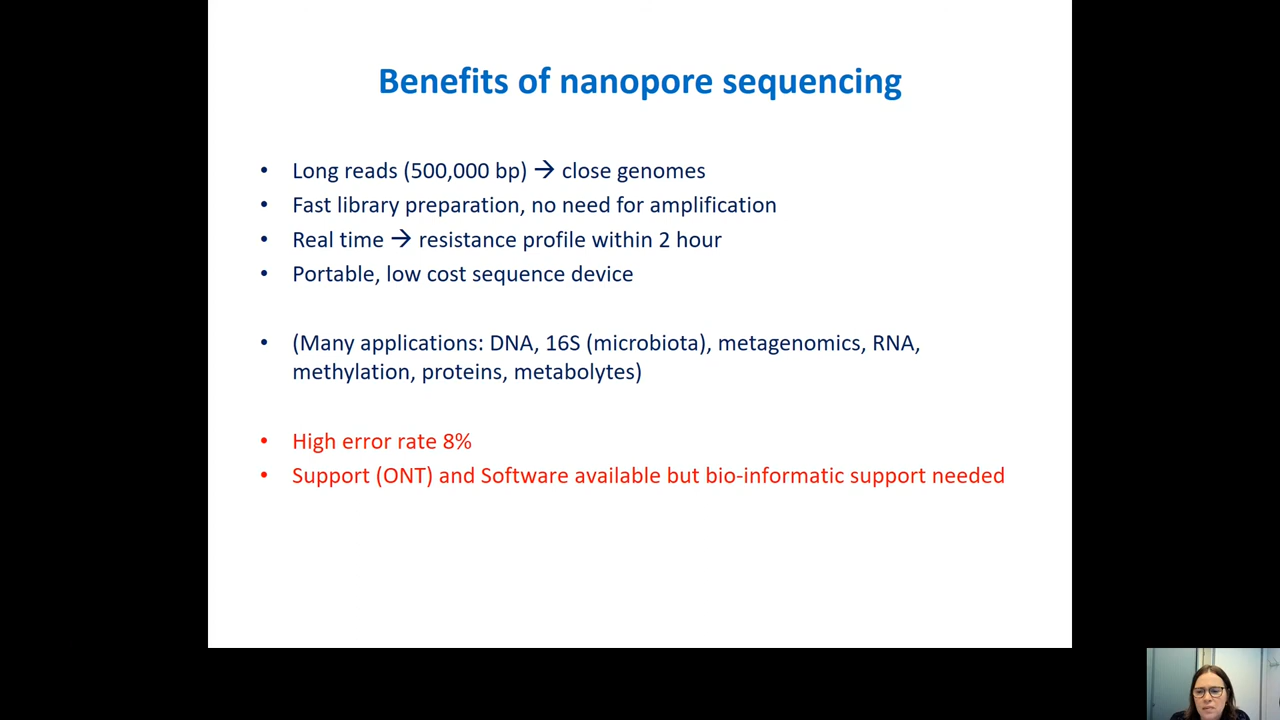 Benefits of nanopore sequencing
• Long reads (500,000 bp) → close genomes
• Fast library preparation, no need for amplification
• Real time → resistance profile within 2 hour
• Portable, low cost sequence device
• (Many applications: DNA, 16S (microbiota), metagenomics, RNA,
methylation, proteins, metabolytes)
• High error rate 8%
• Support (ONT) and Software available but bio-informatic support needed